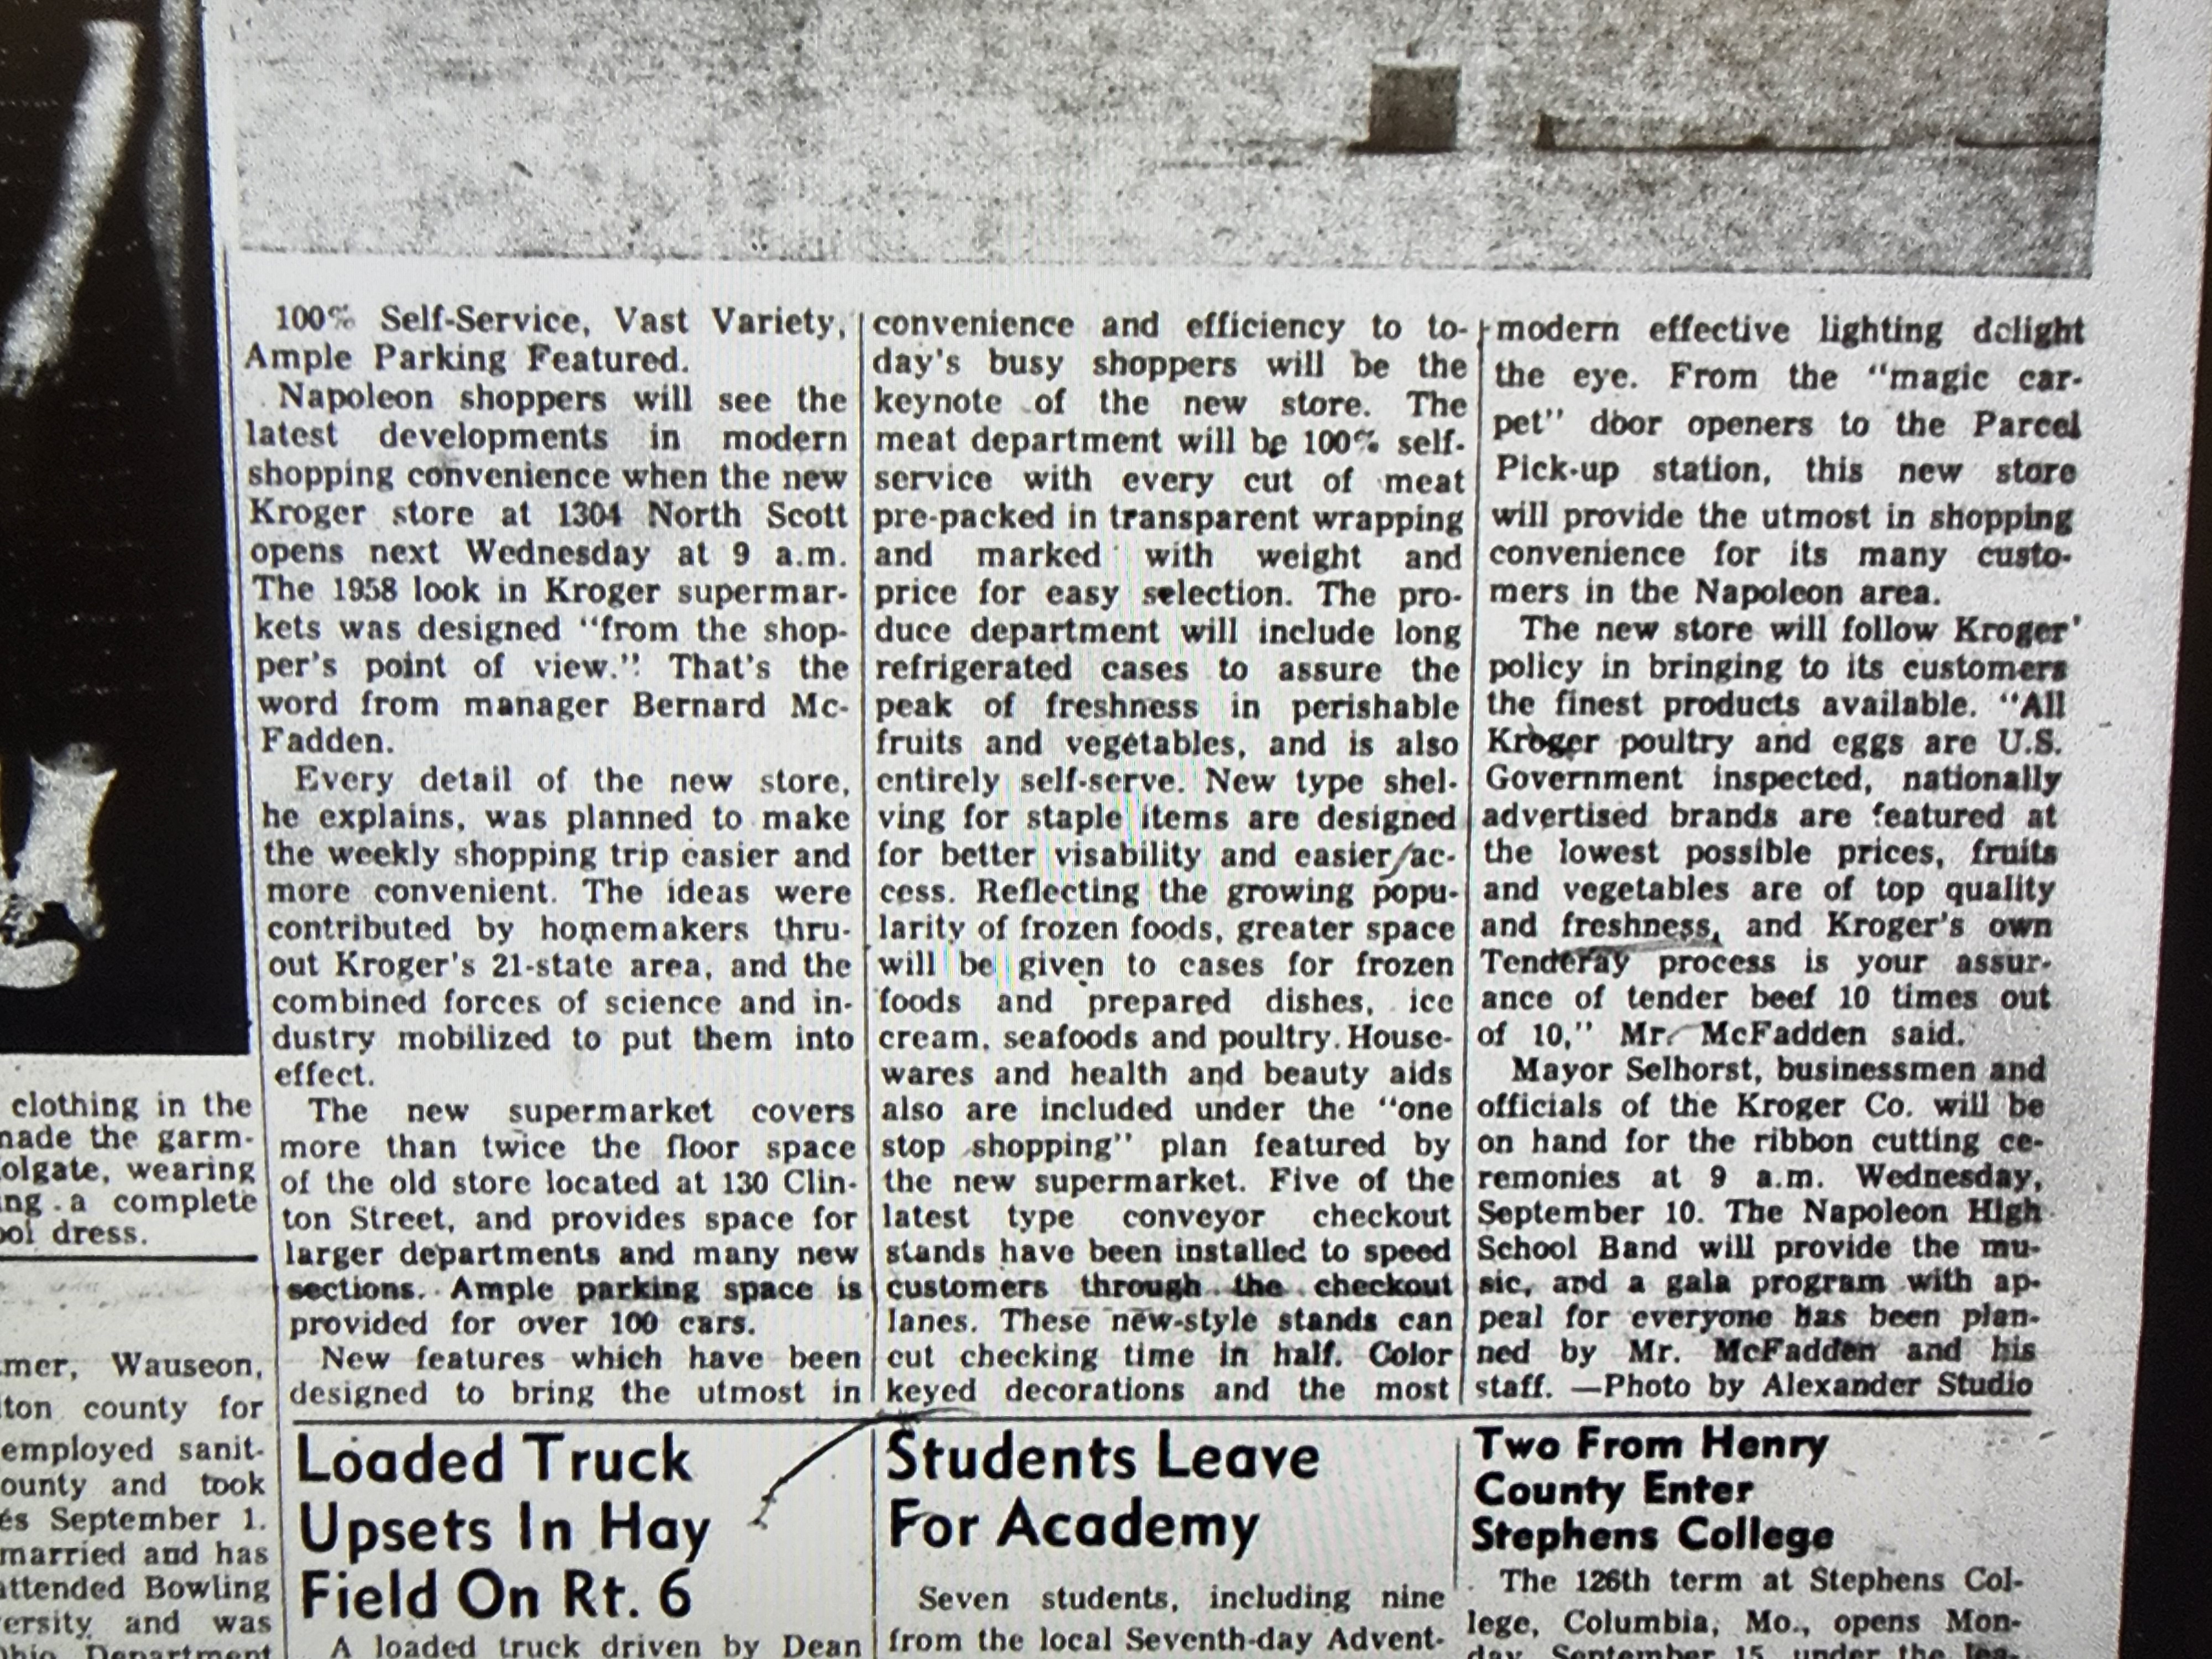 100% Self-Service, Vast Variety,
Ample Parking Featured.
Napoleon shoppers will see the
latest developments in modern
shopping convenience when the new
Kroger store at 1304 North Scott
opens next Wednesday at 9 a.m.
The 1958 look in Kroger supermar-
kets was designed "from the shop-
per's point of view." That's the
word from manager Bernard Mc-
Fadden.
Every detail of the new store,
he explains, was planned to make
the weekly shopping trip easier and
more convenient. The ideas were
contributed by homemakers thru-
out Kroger's 21-state area, and the
combined forces of science and in-
dustry mobilized to put them into
effect.
The new supermarket covers
more than twice the floor space
of the old store located at 130 Clin-
ton Street, and provides space for
larger departments and many new
sections. Ample parking space is
provided for over 100 cars.
New features which have been
designed to bring the utmost in
convenience and efficiency to to-
day's busy shoppers will be the
keynote of the new store. The
meat department will be 100% self-
service with every cut of meat
pre-packed in transparent wrapping
and marked with weight and
price for easy selection. The pro-
duce department will include long
refrigerated cases to assure the
peak of freshness in perishable
fruits and vegetables, and is also
entirely self-serve. New type shel-
ving for staple items are designed
for better visability and easier ac-
cess. Reflecting the growing popu-
larity of frozen foods, greater space
will be given to cases for frozen
foods and prepared dishes, ice
cream, seafoods and poultry. House-
wares and health and beauty aids
also are included under the "one
stop shopping" plan featured by
the new supermarket. Five of the
latest type conveyor checkout
stands have been installed to speed
customers through the checkout
lanes. These new-style stands can
cut checking time in half. Color
keyed decorations and the most
modern effective lighting delight
the eye. From the "magic car-
pet" door openers to the Parcel
Pick-up station, this new store
will provide the utmost in shopping
convenience for its many custo-
mers in the Napoleon area.
The new store will follow Kroger'
policy in bringing to its customers
the finest products available. "All
Kroger poultry and eggs are U.S.
Government inspected, nationally
advertised brands are featured at
the lowest possible prices, fruits
and vegetables are of top quality
and freshness, and Kroger's own
Tenderay process is your assur-
ance of tender beef 10 times out
of 10," Mr. McFadden said.
Mayor Selhorst, businessmen and
officials of the Kroger Co. will be
on hand for the ribbon cutting ce-
remonies at 9 a.m. Wednesday,
September 10. The Napoleon High
School Band will provide the mu-
sic, and a gala program with ap-
peal for everyone has been plan-
ned by Mr. McFadden and his
staff. —Photo by Alexander Studio
clothing in the
made the garm-
olgate, wearing
ing a complete
ool dress.
mer, Wauseon,
lton county for
employed sanit-
ounty and took
és September 1.
married and has
attended Bowling
versity and was
Ohio Department
Loaded Truck
Upsets In Hay
Field On Rt. 6
A loaded truck driven by Dean
Students Leave
For Academy
Seven students, including nine
from the local Seventh-day Advent-
Two From Henry
County Enter
Stephens College
The 126th term at Stephens Col-
lege, Columbia, Mo., opens Mon-
day, September 15, under the